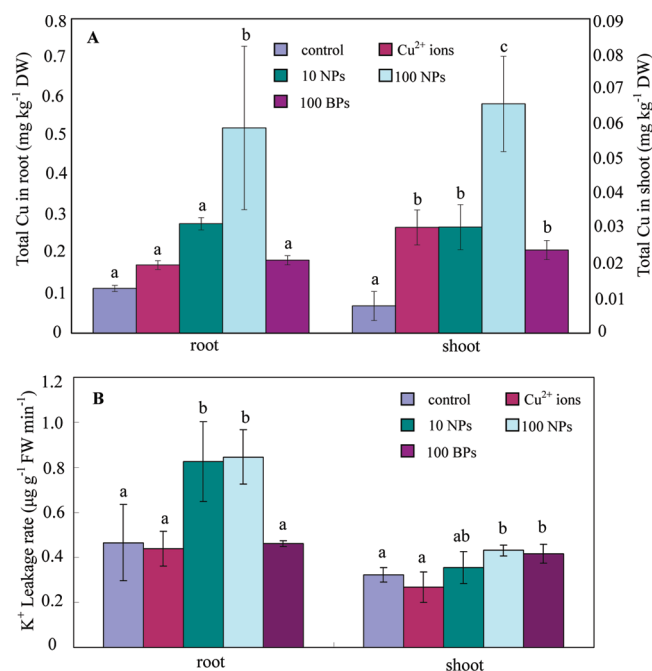 A
control
Cu²⁺ ions
10 NPs
100 NPs
100 BPs
Total Cu in root (mg kg⁻¹ DW)
0.8
0.7
0.6
0.5
0.4
0.3
0.2
0.1
0
Total Cu in shoot (mg kg⁻¹ DW)
0.09
0.08
0.07
0.06
0.05
0.04
0.03
0.02
0.01
0
a
a
a
b
a
a
b
b
c
b
root
shoot
B
control
Cu²⁺ ions
10 NPs
100 NPs
100 BPs
K⁺ Leakage rate (µg g⁻¹ FW min⁻¹)
1.2
1.0
0.8
0.6
0.4
0.2
0
a
a
b
b
a
a
a
ab
b
b
root
shoot